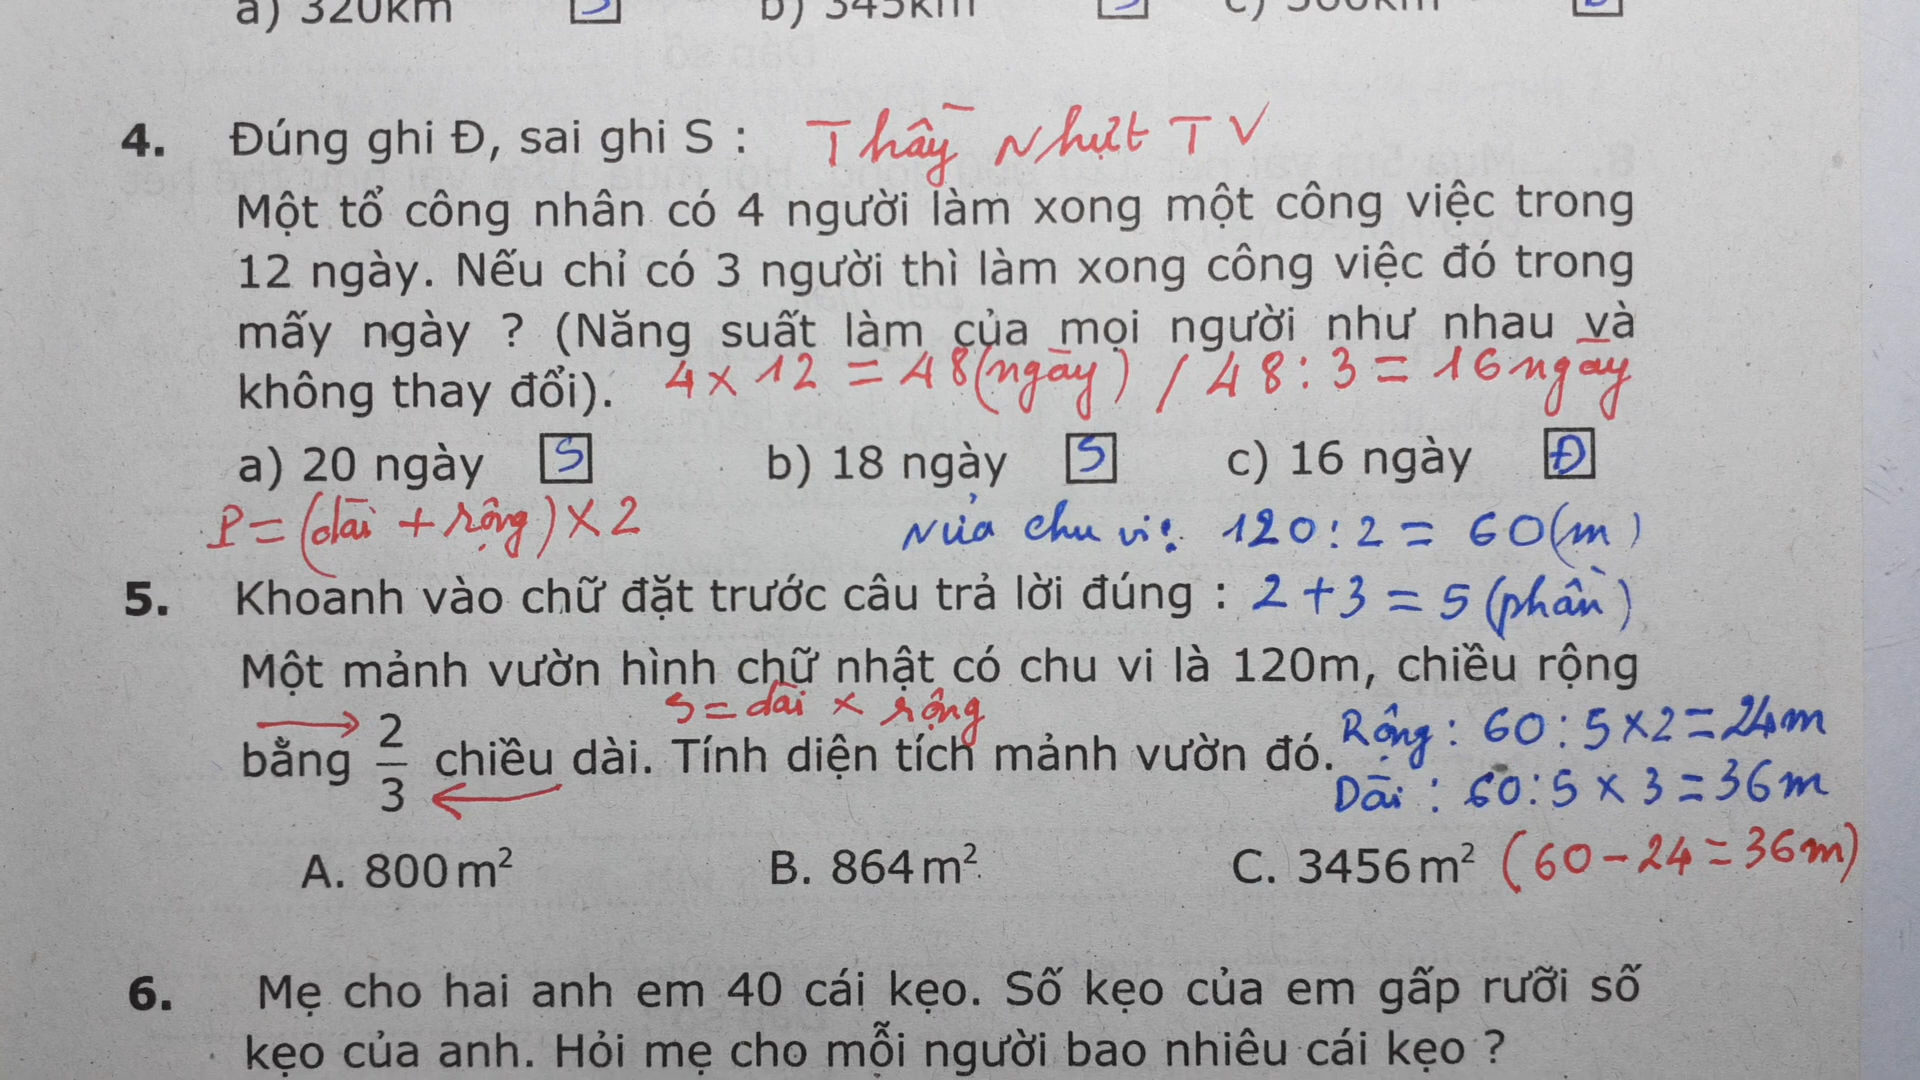 a) 320km S b) 345km S c) 360km Đ
4. Đúng ghi Đ, sai ghi S : Thầy Nhựt TV
Một tổ công nhân có 4 người làm xong một công việc trong
12 ngày. Nếu chỉ có 3 người thì làm xong công việc đó trong
mấy ngày ? (Năng suất làm của mọi người như nhau và
không thay đổi). 4 x 12 = 48 (ngày) / 48 : 3 = 16 ngày
a) 20 ngày S b) 18 ngày S c) 16 ngày Đ
P = (dài + rộng) x 2 Nửa chu vi: 120 : 2 = 60 (m)
5. Khoanh vào chữ đặt trước câu trả lời đúng : 2 + 3 = 5 (phần)
Một mảnh vườn hình chữ nhật có chu vi là 120m, chiều rộng
S = dài x rộng
bằng 2/3 chiều dài. Tính diện tích mảnh vườn đó. Rộng : 60 : 5 x 2 = 24m
Dài : 60 : 5 x 3 = 36m
A. 800m² B. 864m² C. 3456m² (60 - 24 = 36m)
6. Mẹ cho hai anh em 40 cái kẹo. Số kẹo của em gấp rưỡi số
kẹo của anh. Hỏi mẹ cho mỗi người bao nhiêu cái kẹo ?